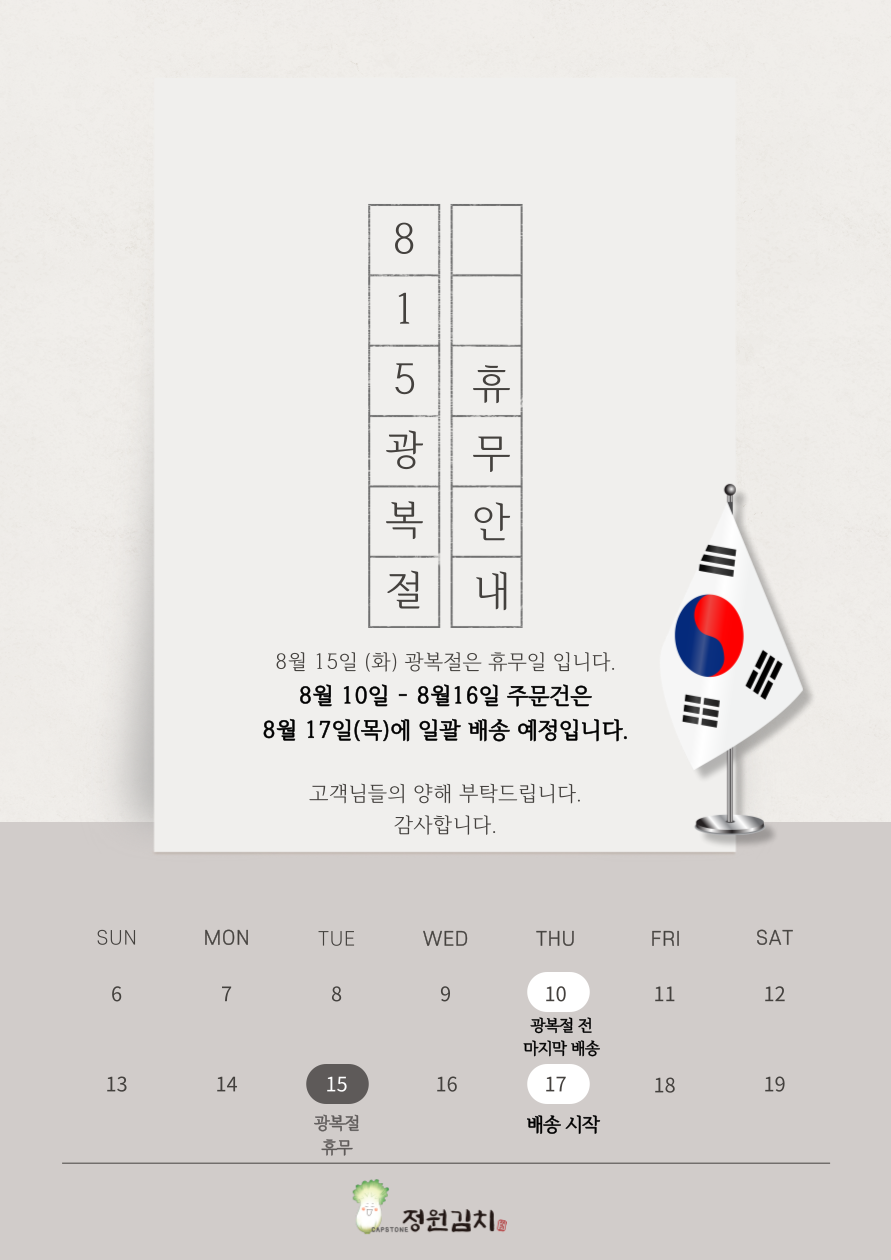 815광복절
휴무안내
8월 15일 (화) 광복절은 휴무일 입니다.
8월 10일 - 8월16일 주문건은
8월 17일(목)에 일괄 배송 예정입니다.
고객님들의 양해 부탁드립니다.
감사합니다.
SUN MON TUE WED THU FRI SAT
6 7 8 9 10 11 12
광복절 전
마지막 배송
13 14 15 16 17 18 19
광복절
휴무
배송 시작
CAPSTONE 정원김치